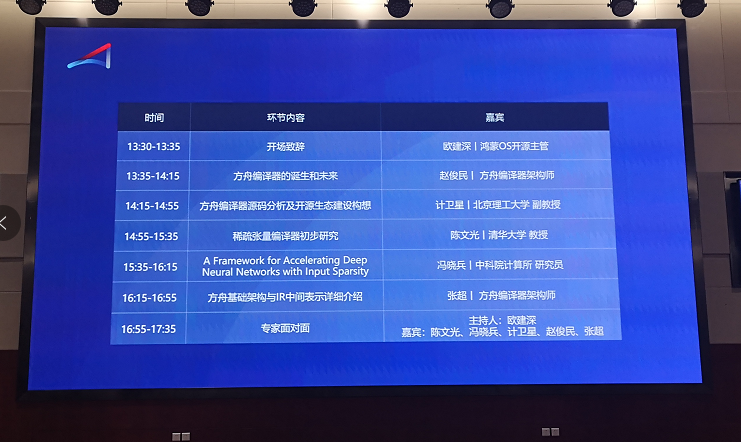 时间 环节内容 嘉宾
13:30-13:35 开场致辞 欧建深丨鸿蒙OS开源主管
13:35-14:15 方舟编译器的诞生和未来 赵俊民丨 方舟编译器架构师
14:15-14:55 方舟编译器源码分析及开源生态建设构想 计卫星丨北京理工大学 副教授
14:55-15:35 稀疏张量编译器初步研究 陈文光丨清华大学 教授
15:35-16:15 A Framework for Accelerating Deep
Neural Networks with Input Sparsity 冯晓兵丨中科院计算所 研究员
16:15-16:55 方舟基础架构与IR中间表示详细介绍 张超丨 方舟编译器架构师
16:55-17:35 专家面对面 主持人：欧建深
嘉宾：陈文光、冯晓兵、计卫星、赵俊民、张超